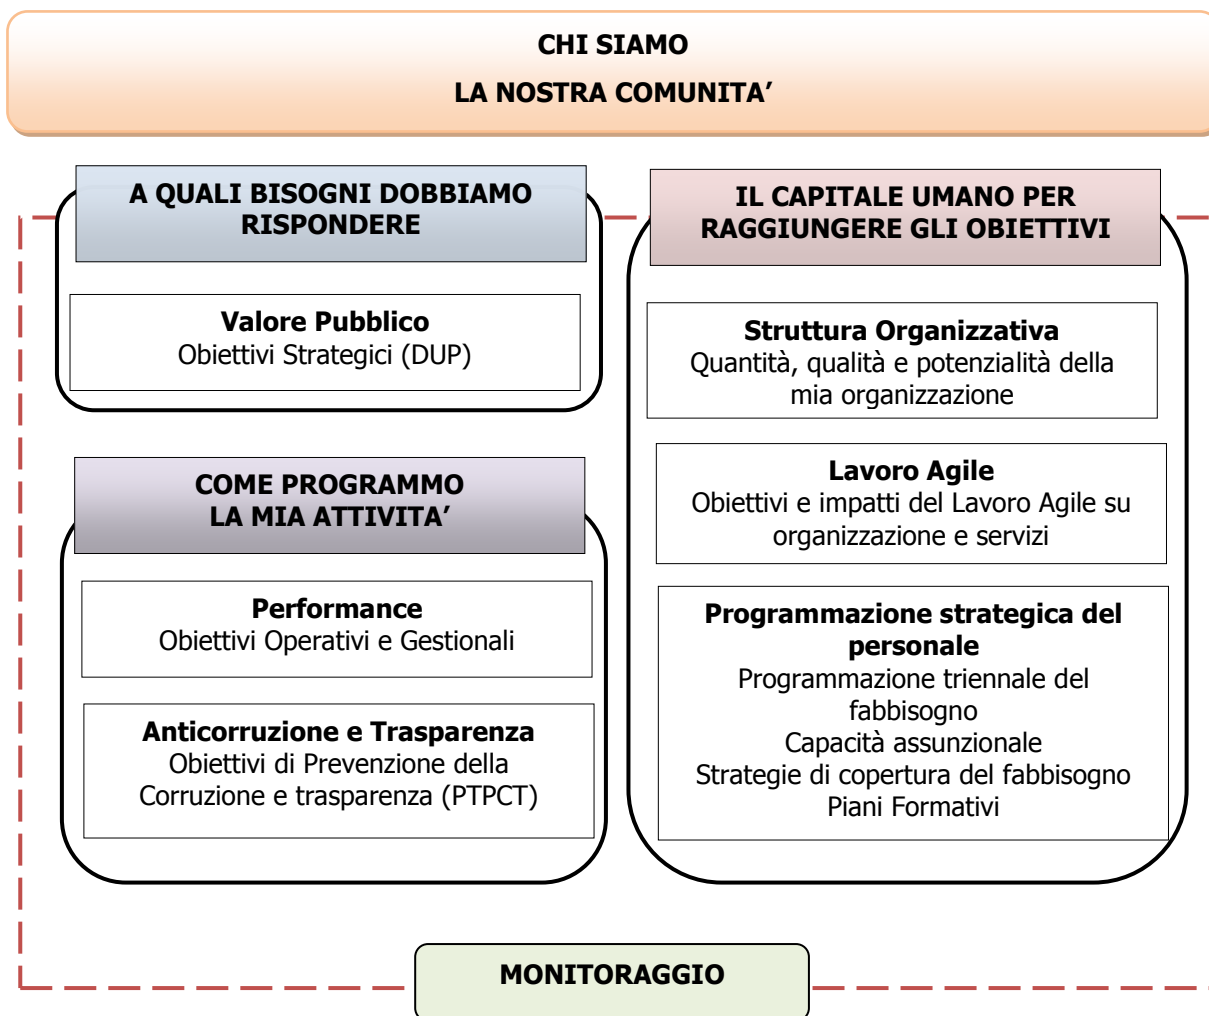 CHI SIAMO
LA NOSTRA COMUNITA’
A QUALI BISOGNI DOBBIAMO
RISPONDERE
Valore Pubblico
Obiettivi Strategici (DUP)
COME PROGRAMMO
LA MIA ATTIVITA’
Performance
Obiettivi Operativi e Gestionali
Anticorruzione e Trasparenza
Obiettivi di Prevenzione della
Corruzione e trasparenza (PTPCT)
IL CAPITALE UMANO PER
RAGGIUNGERE GLI OBIETTIVI
Struttura Organizzativa
Quantità, qualità e potenzialità della
mia organizzazione
Lavoro Agile
Obiettivi e impatti del Lavoro Agile su
organizzazione e servizi
Programmazione strategica del
personale
Programmazione triennale del
fabbisogno
Capacità assunzionale
Strategie di copertura del fabbisogno
Piani Formativi
MONITORAGGIO